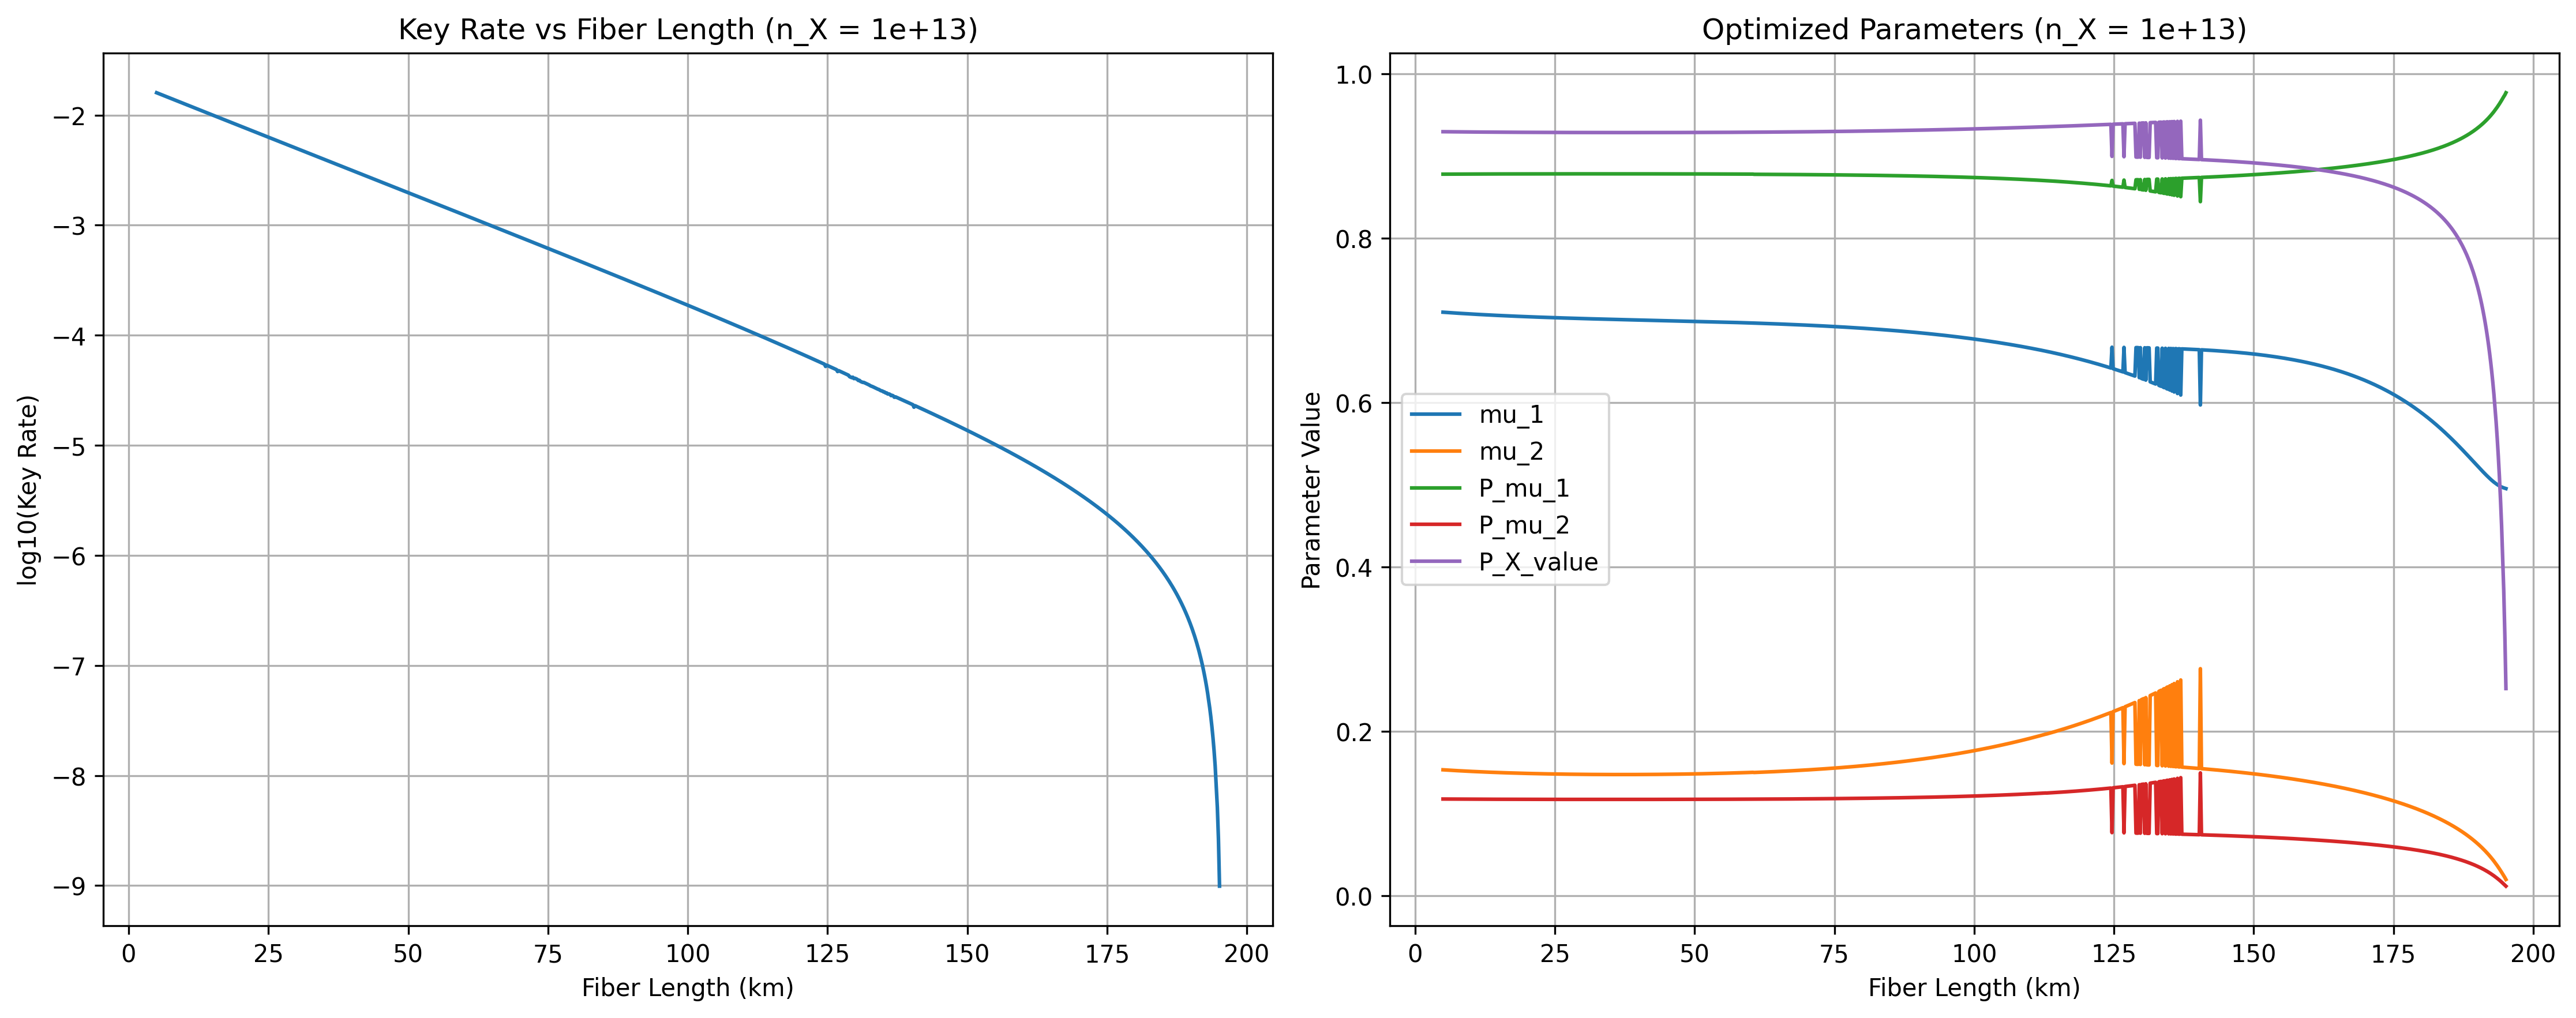 Key Rate vs Fiber Length (n_X = 1e+13)
log10(Key Rate)
−2
−3
−4
−5
−6
−7
−8
−9
0 25 50 75 100 125 150 175 200
Fiber Length (km)
Optimized Parameters (n_X = 1e+13)
Parameter Value
1.0
0.8
0.6
0.4
0.2
0.0
mu_1
mu_2
P_mu_1
P_mu_2
P_X_value
0 25 50 75 100 125 150 175 200
Fiber Length (km)